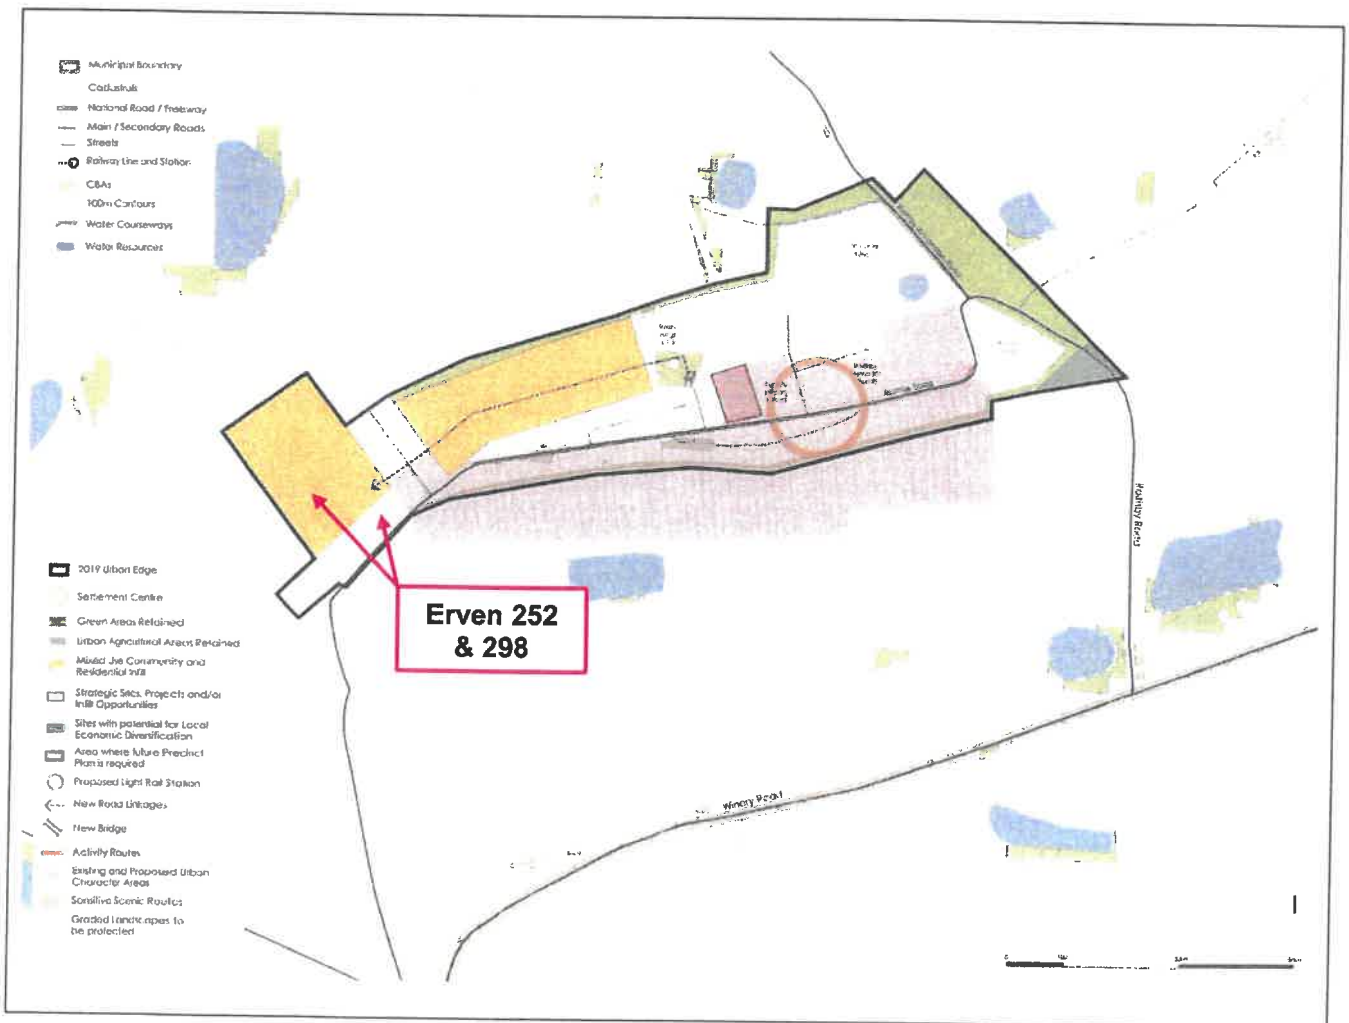 Municipal Boundary
Cadastrals
National Road / Freeway
Main / Secondary Roads
Streets
Railway Line and Station
CBAs
100m Contours
Water Courseways
Water Resources
2019 Urban Edge
Settlement Centre
Green Areas Retained
Urban Agricultural Areas Retained
Mixed Use Community and
Residential Infill
Strategic Sites, Projects and/or
Infill Opportunities
Sites with potential for Local
Economic Diversification
Area where future Precinct
Plan is required
Proposed Light Rail Station
New Road Linkages
New Bridge
Activity Routes
Existing and Proposed Urban
Character Areas
Sensitive Scenic Routes
Graded Landscapes to
be protected
Erven 252
& 298
Winery Road